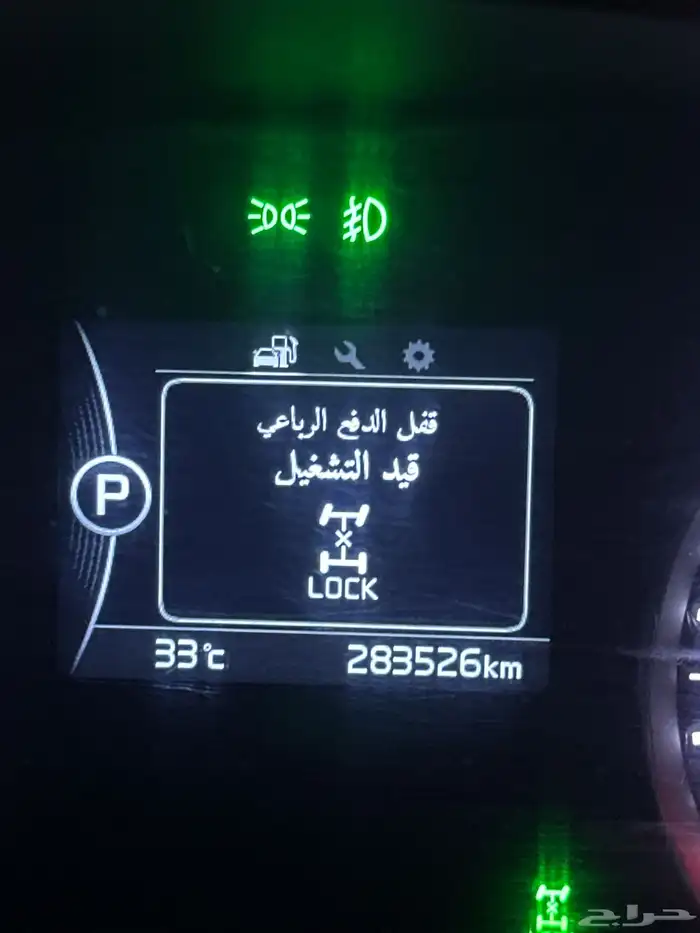 قفل الدفع الرباعي
قيد التشغيل
LOCK
P
33°c
283526km
حراج